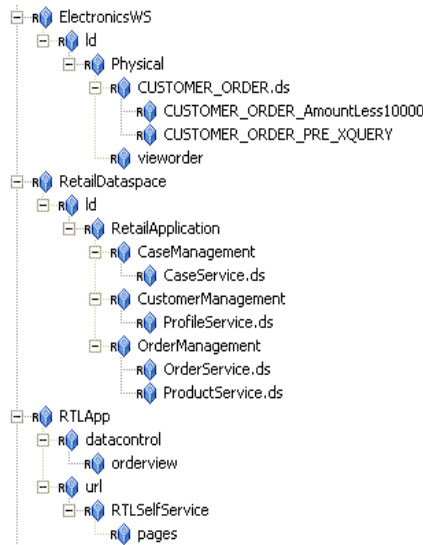 ElectronicsWS
ld
Physical
CUSTOMER_ORDER.ds
CUSTOMER_ORDER_AmountLess10000
CUSTOMER_ORDER_PRE_XQUERY
vieworder
RetailDataspace
ld
RetailApplication
CaseManagement
CaseService.ds
CustomerManagement
ProfileService.ds
OrderManagement
OrderService.ds
ProductService.ds
RTLApp
datacontrol
orderview
url
RTLSelfService
pages